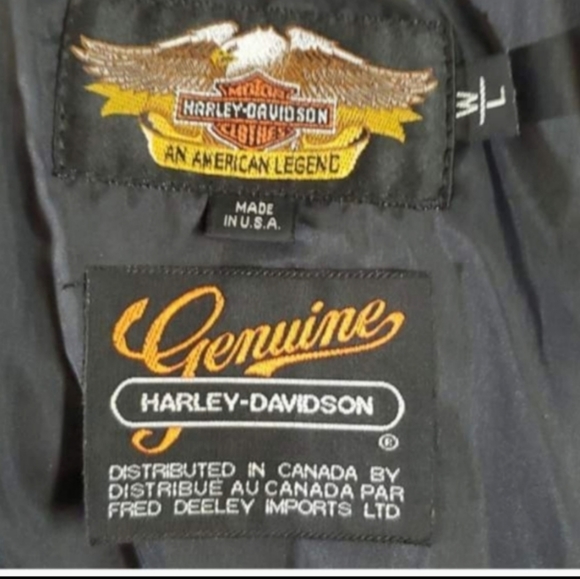 MOTOR
HARLEY-DAVIDSON
CLOTHES
AN AMERICAN LEGEND
W
L
MADE
IN U.S.A.
Genuine
HARLEY-DAVIDSON
®
DISTRIBUTED IN CANADA BY
DISTRIBUÉ AU CANADA PAR
FRED DEELEY IMPORTS LTD